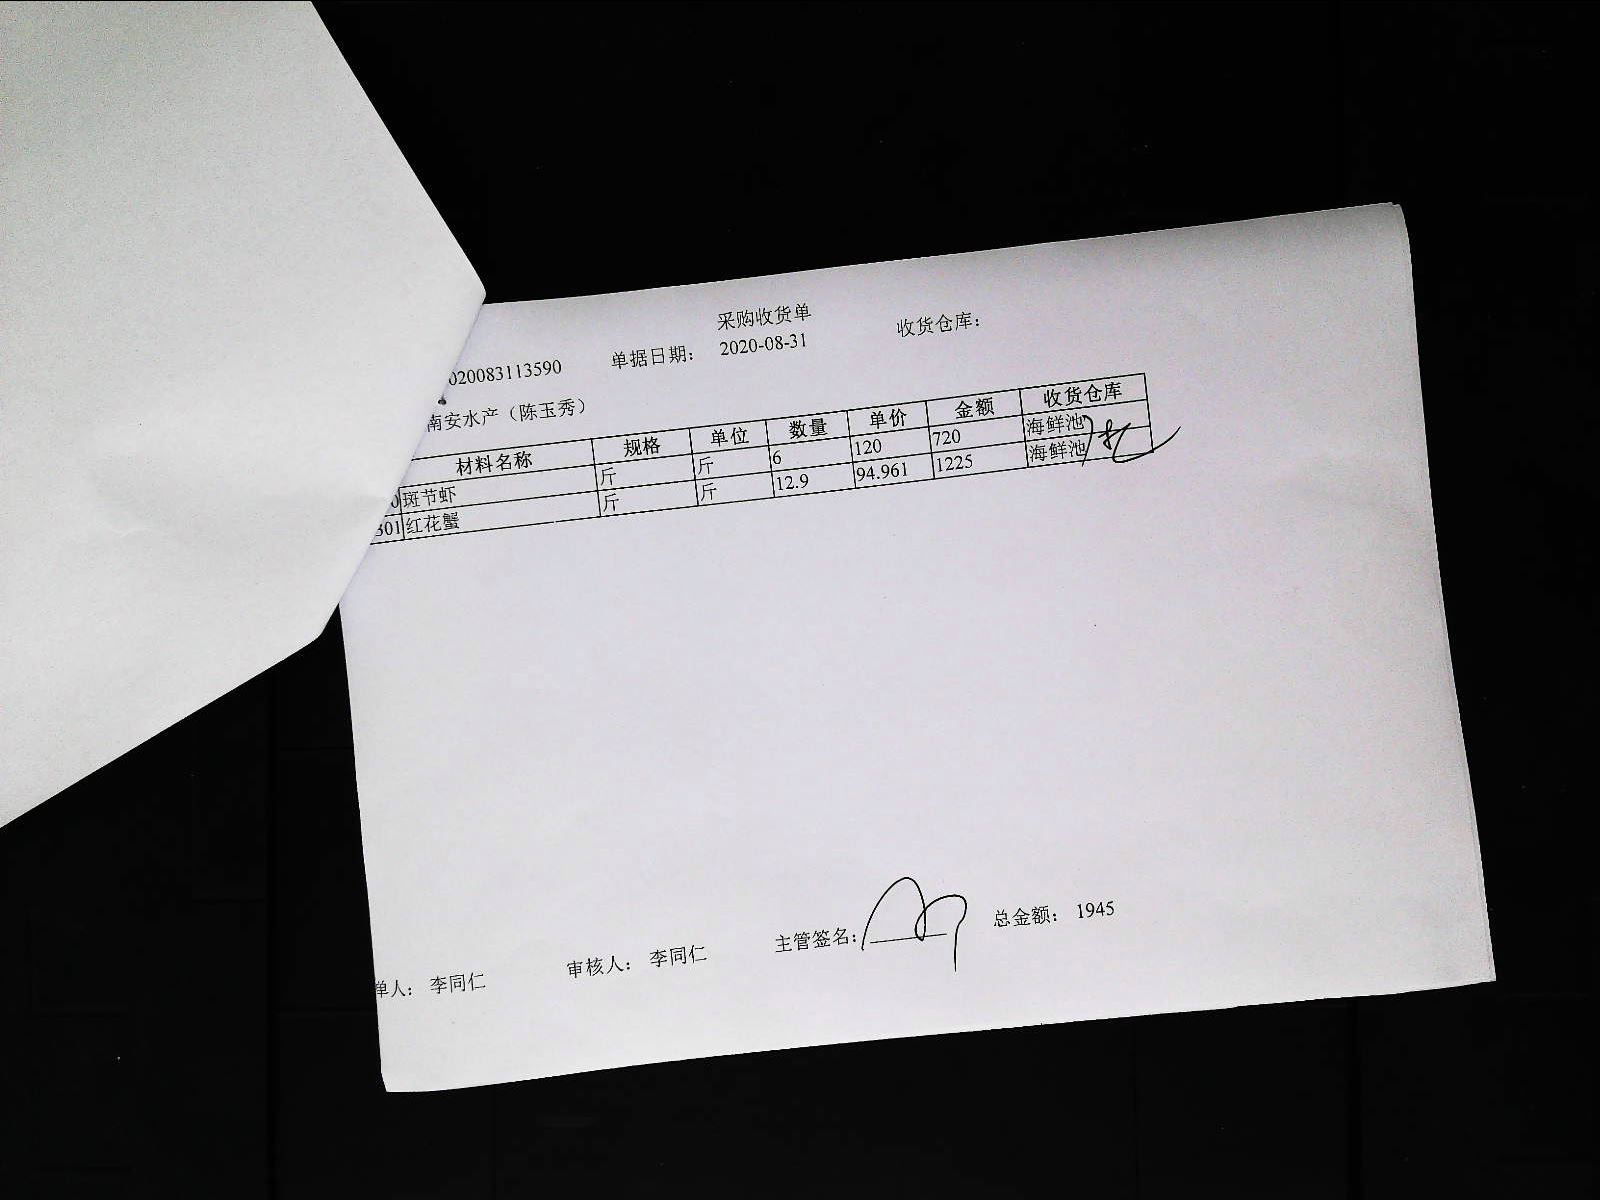 采购收货单
020083113590 单据日期： 2020-08-31 收货仓库：
南安水产（陈玉秀）
材料名称 规格 单位 数量 单价 金额 收货仓库
0 斑节虾 斤 斤 6 120 720 海鲜池
301 红花蟹 斤 斤 12.9 94.961 1225 海鲜池
单人： 李同仁 审核人： 李同仁 主管签名： 总金额： 1945